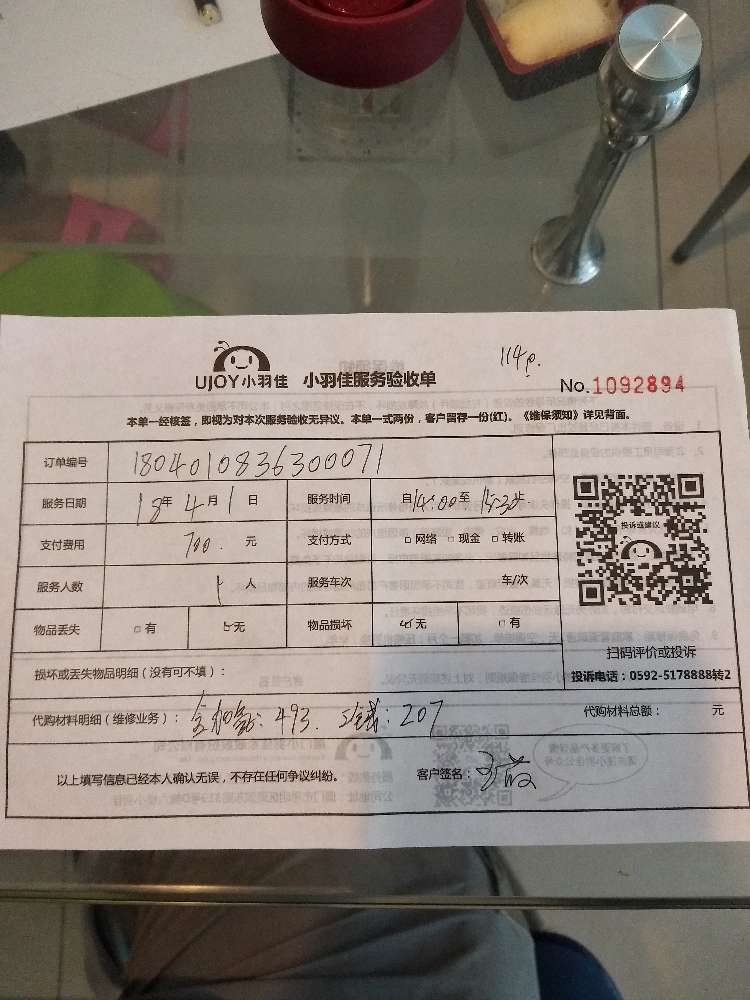 114p.
UJOY小羽佳 小羽佳服务验收单
No.1092894
本单一经核签，即视为对本次服务验收无异议。本单一式两份，客户留存一份(红)。《维保须知》详见背面。
订单编号 1804010836300071
服务日期 18年 4月 1日 服务时间 自14:00至 15:30止
支付费用 700. 元 支付方式 □ 网络 □ 现金 □ 转账
服务人数 1 人 服务车次 车/次
物品丢失 □ 有 □ 无 物品损坏 □ 有 □ 无
投诉或建议
扫码评价或投诉
投诉电话：0592-5178888转2
损坏或丢失物品明细（没有可不填）：
代购材料明细（维修业务）： : 493. : 207 代购材料总额： 元
以上填写信息已经本人确认无误，不存在任何争议纠纷。 客户签名：